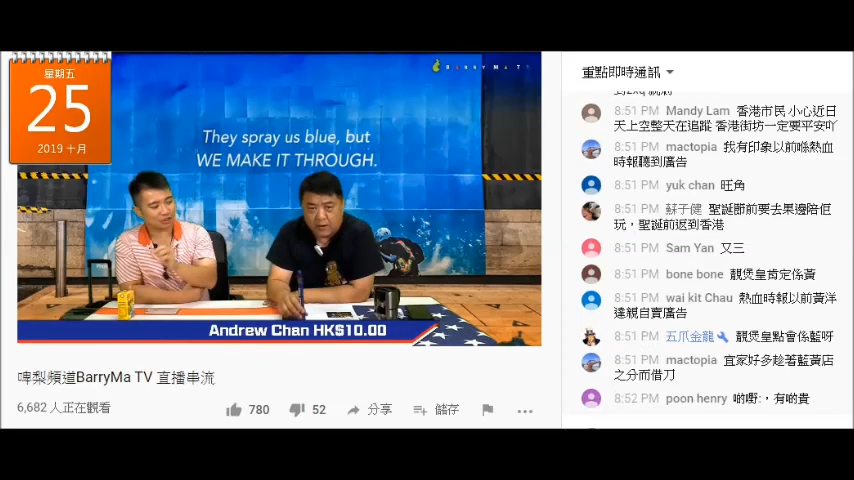 星期五
25
2019 十月
BARRYMA TV
They spray us blue, but
WE MAKE IT THROUGH.
Andrew Chan HK$10.00
啤梨頻道BarryMa TV 直播串流
6,682 人正在觀看
780
52
分享
儲存
重點即時通訊
8:51 PM Mandy Lam 香港市民 小心近日
天上空整天在追蹤 香港街坊一定要平安吖
8:51 PM mactopia 我有印象以前喺熱血
時報聽到廣告
8:51 PM yuk chan 旺角
8:51 PM 蘇子健 聖誕節前要去果邊陪佢
玩，聖誕前返到香港
8:51 PM Sam Yan 又三
8:51 PM bone bone 靚煲皇肯定係黃
8:51 PM wai kit Chau 熱血時報以前黃洋
達親自賣廣告
8:51 PM 五爪金龍 靚煲皇點會係藍呀
8:51 PM mactopia 宜家好多趁著藍黃店
之分而借刀
8:52 PM poon henry 啲嘢:，有啲貴